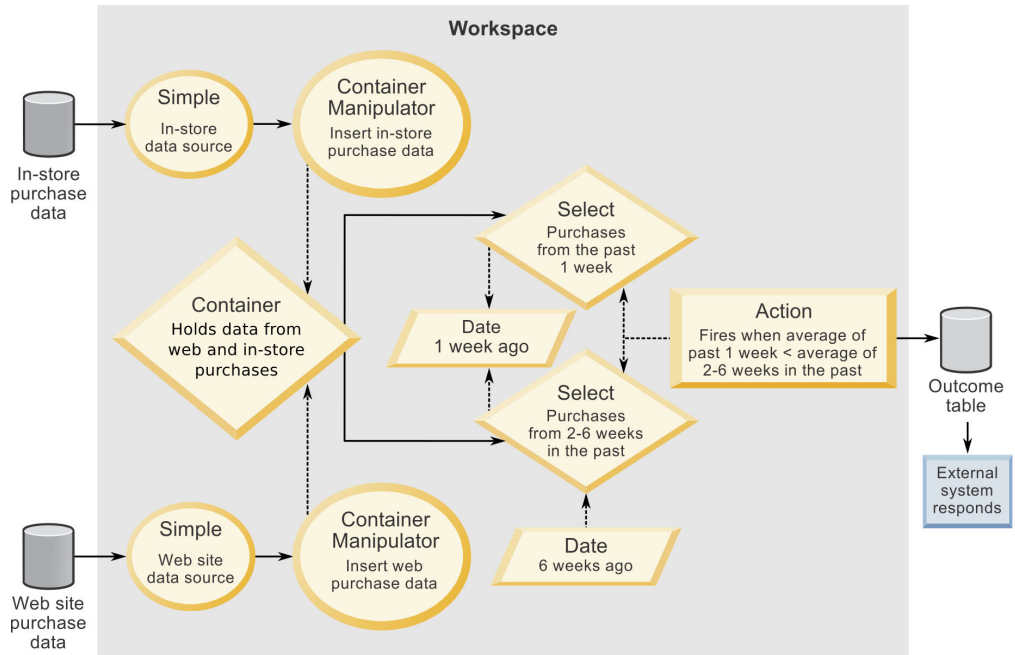 Workspace
In-store
purchase
data
Simple
In-store
data source
Container
Manipulator
Insert in-store
purchase data
Container
Holds data from
web and in-store
purchases
Select
Purchases
from the past
1 week
Date
1 week ago
Select
Purchases
from 2-6 weeks
in the past
Date
6 weeks ago
Action
Fires when average of
past 1 week < average of
2-6 weeks in the past
Outcome
table
External
system
responds
Web site
purchase
data
Simple
Web site
data source
Container
Manipulator
Insert web
purchase data